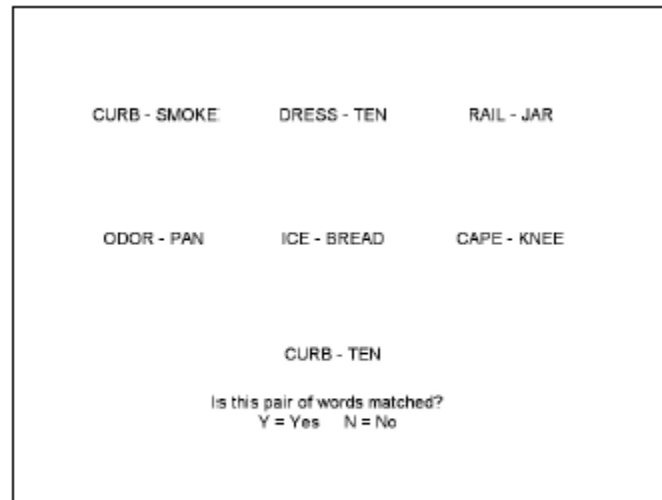 CURB - SMOKE DRESS - TEN RAIL - JAR
ODOR - PAN ICE - BREAD CAPE - KNEE
CURB - TEN
Is this pair of words matched?
Y = Yes N = No